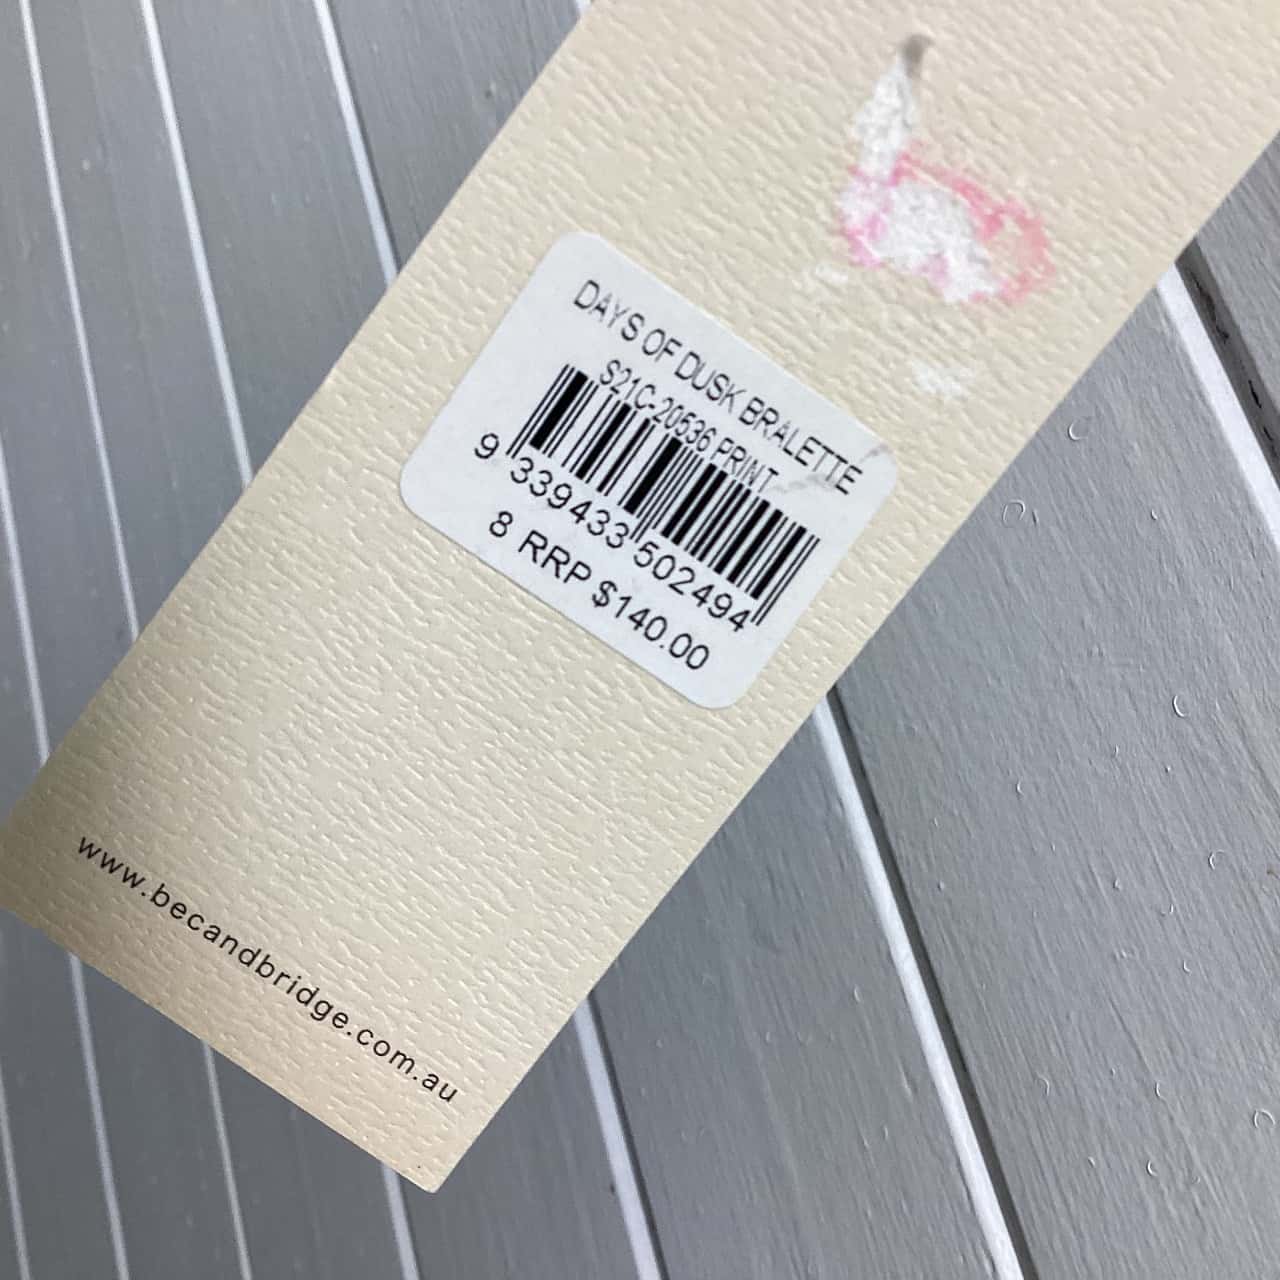 DAYS OF DUSK BRALETTE
S21C-20536 PRINT
9 339433 502494
8 RRP $140.00
www.becandbridge.com.au